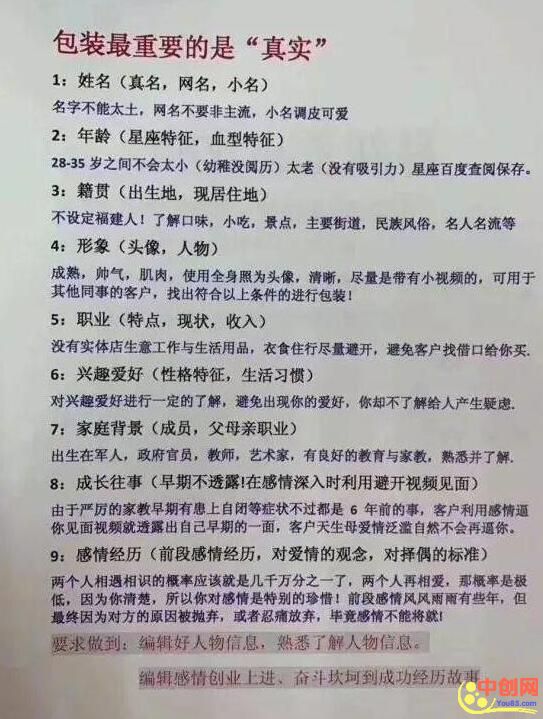 包装最重要的是“真实”
1：姓名（真名，网名，小名）
名字不能太土，网名不要非主流，小名调皮可爱
2：年龄（星座特征，血型特征）
28-35 岁之间不会太小（幼稚没阅历）太老（没有吸引力）星座百度查阅保存。
3：籍贯（出生地，现居住地）
不设定福建人！了解口味，小吃，景点，主要街道，民族风俗，名人名流等
4：形象（头像，人物）
成熟，帅气，肌肉，使用全身照为头像，清晰，尽量是带有小视频的，可用于
其他同事的客户，找出符合以上条件的进行包装！
5：职业（特点，现状，收入）
没有实体店生意工作与生活用品，衣食住行尽量避开，避免客户找借口给你买.
6：兴趣爱好（性格特征，生活习惯）
对兴趣爱好进行一定的了解，避免出现你的爱好，你却不了解给人产生疑虑.
7：家庭背景（成员，父母亲职业）
出生在军人，政府官员，教师，艺术家，有良好的教育与家教，熟悉并了解.
8：成长往事（早期不透露!在感情深入时利用避开视频见面）
由于严厉的家教早期有患上自闭等症状不过都是 6 年前的事，客户利用感情逼
你见面视频就透露出自己早期的一面，客户天生母爱情泛滥自然不会再逼你。
9：感情经历（前段感情经历，对爱情的观念，对择偶的标准）
两个人相遇相识的概率应该就是几千万分之一了，两个人再相爱，那概率是极
低，因为你清楚，所以你对感情是特别的珍惜！前段感情风风雨雨有些年，但
最终因为对方的原因被抛弃，或者忍痛放弃，毕竟感情不能将就!
要求做到：编辑好人物信息，熟悉了解人物信息。
编辑感情创业上进、奋斗坎坷到成功经历故事
中创网
You85.com